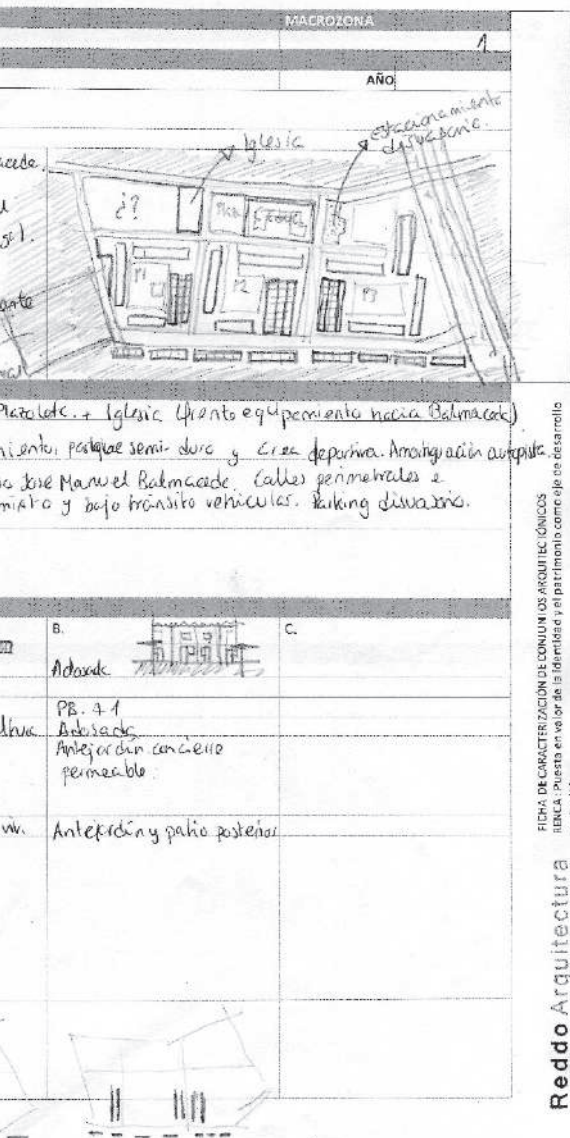 MACROZONA
1
AÑO
Iglesia
estacionamiento
disuasorio.
¿?
Plaza
P1
P2
P3
ante
+ Iglesia (frente equipamiento hacia Balmaceda)
semi-duro y área deportiva. Amortiguación autopista.
José Manuel Balmaceda. Calles perimetrales e
y bajo tránsito vehicular. Parking disuasorio.
B.
C.
Adosada
PB. + 1
Adosada
Antejardín con cierre
permeable.
viv.
Antejardín y patio posterior
FICHA DE CARACTERIZACIÓN DE CONJUNTOS ARQUITECTÓNICOS
RENCA: Puesta en valor de la identidad y el patrimonio como eje de desarrollo
Reddo Arquitectura